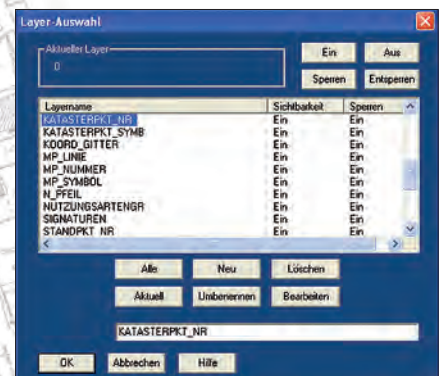 Layer-Auswahl
Aktueller Layer
0
Ein Aus
Sperren Entsperren
Layername Sichtbarkeit Sperren
KATASTERPKT_NR Ein Ein
KATASTERPKT_SYMB Ein Ein
KOORD_GITTER Ein Ein
MP_LINIE Ein Ein
MP_NUMMER Ein Ein
MP_SYMBOL Ein Ein
N_PFEIL Ein Ein
NUTZUNGSARTENGR Ein Ein
SIGNATUREN Ein Ein
STANDPKT_NR Ein Ein
Alle Neu Löschen
Aktuell Umbenennen Bearbeiten
KATASTERPKT_NR
OK Abbrechen Hilfe